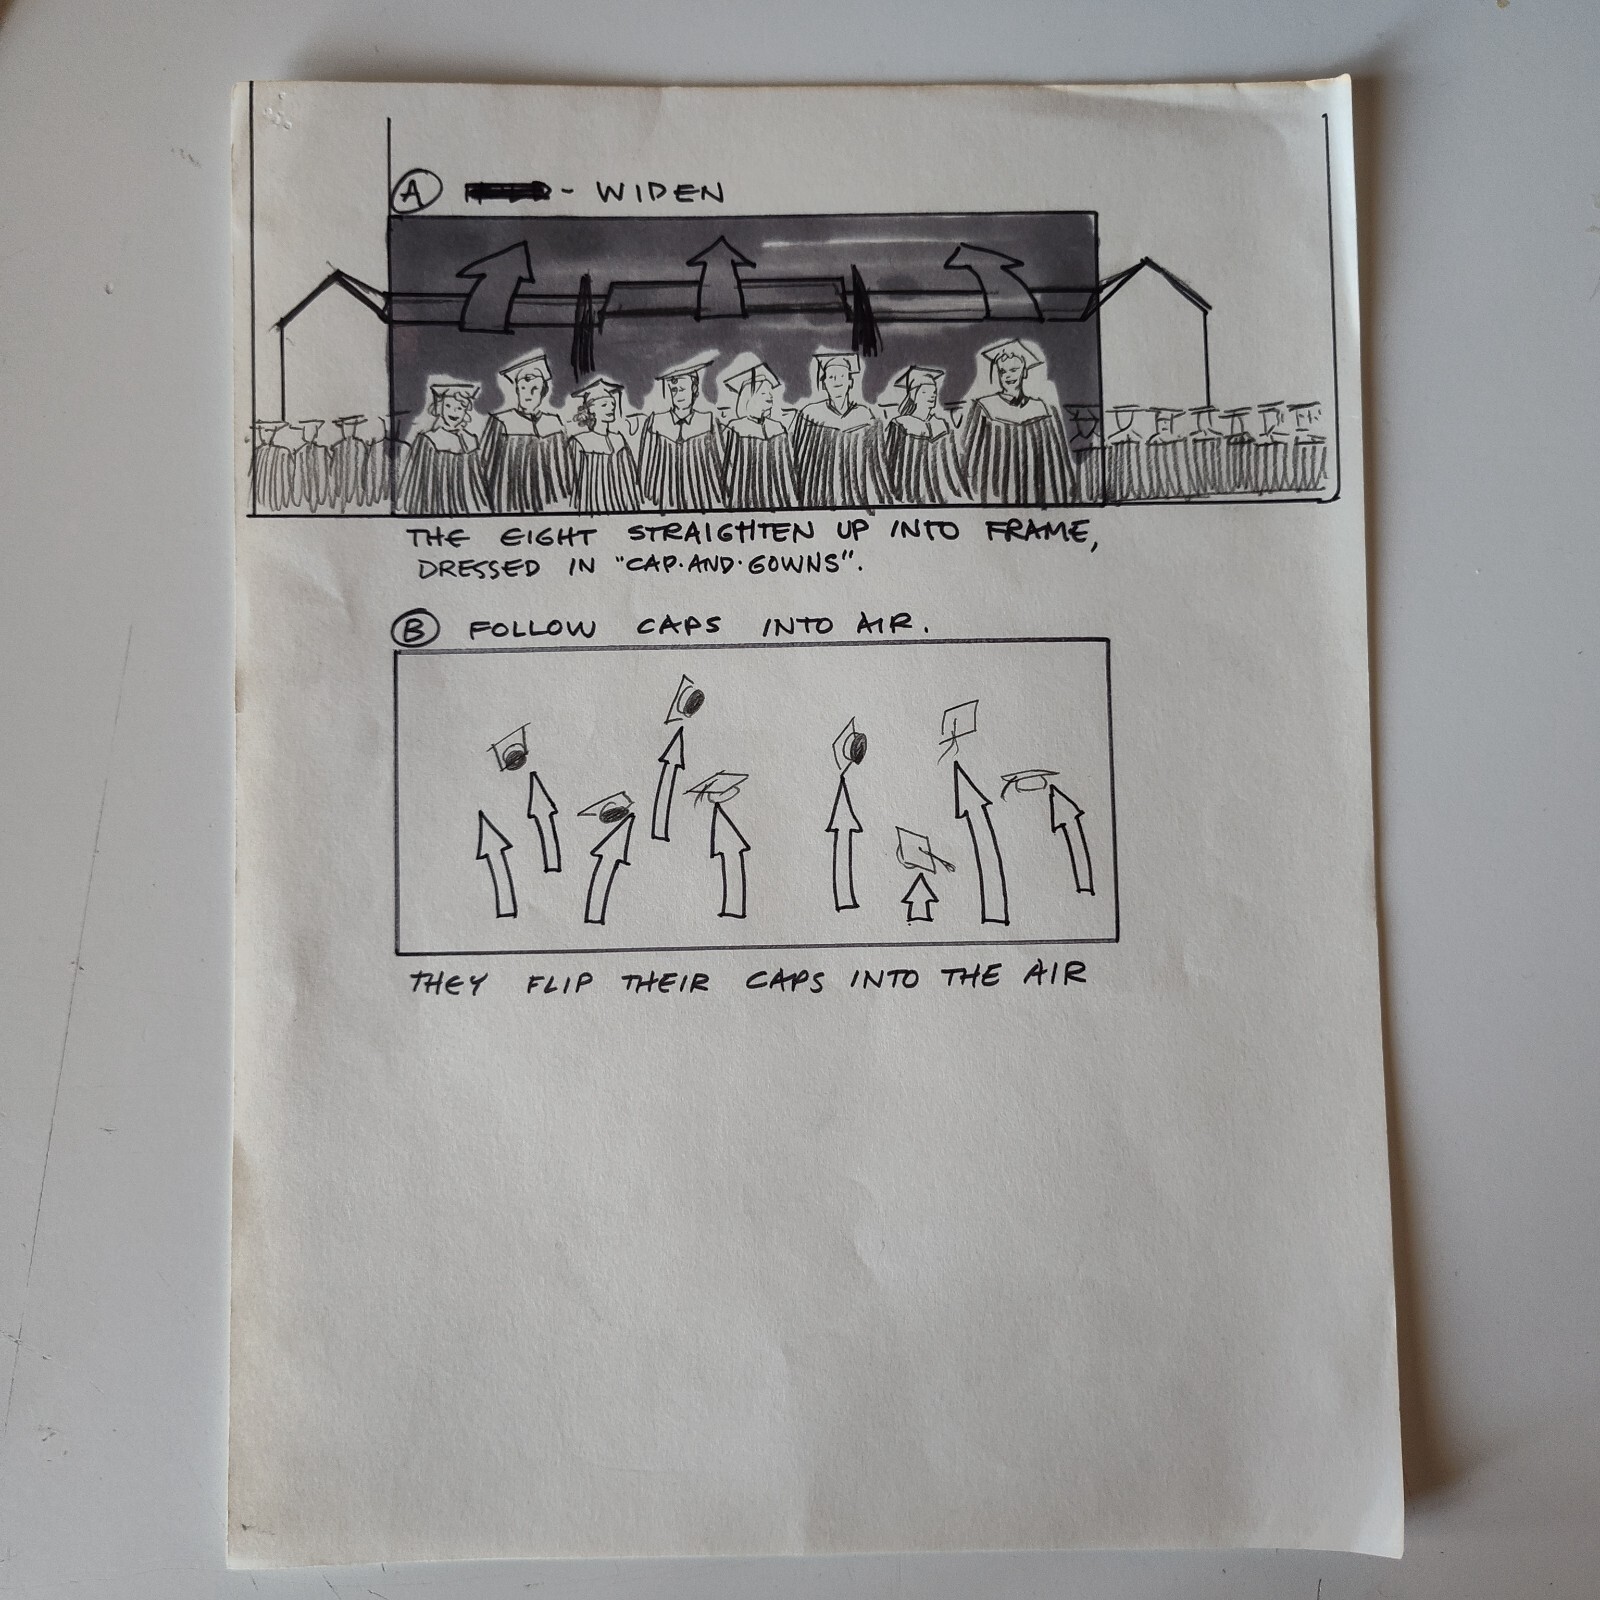 A - WIDEN
THE EIGHT STRAIGHTEN UP INTO FRAME,
DRESSED IN "CAP·AND·GOWNS".
B FOLLOW CAPS INTO AIR.
THEY FLIP THEIR CAPS INTO THE AIR